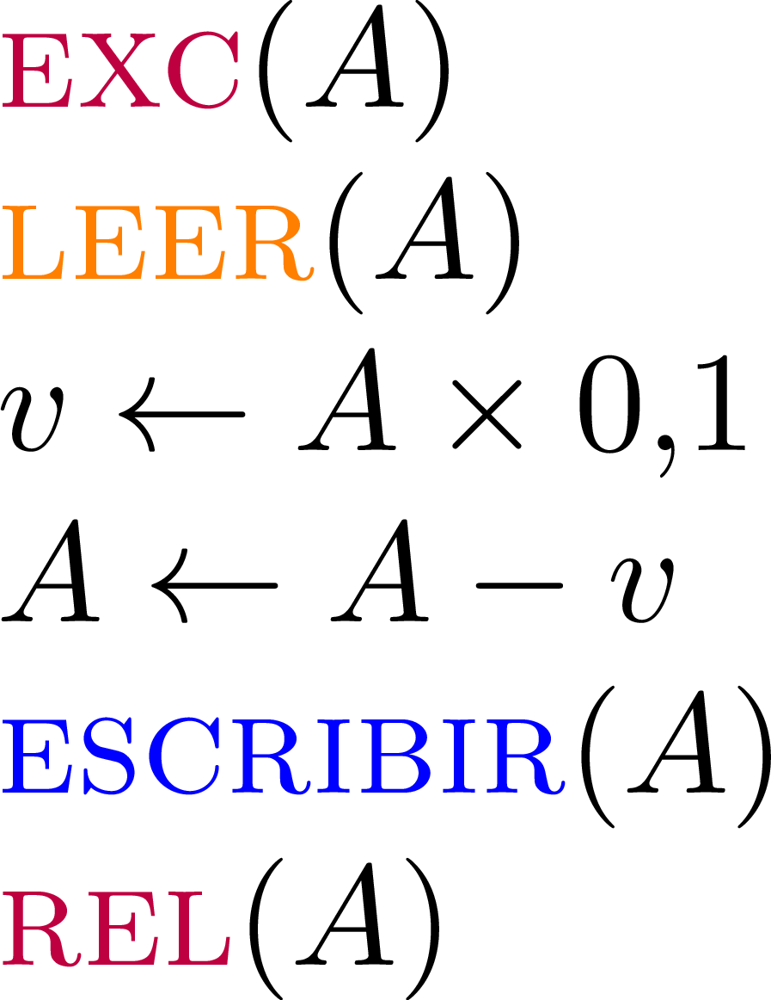 EXC(A)
LEER(A)
v ← A × 0,1
A ← A − v
ESCRIBIR(A)
REL(A)